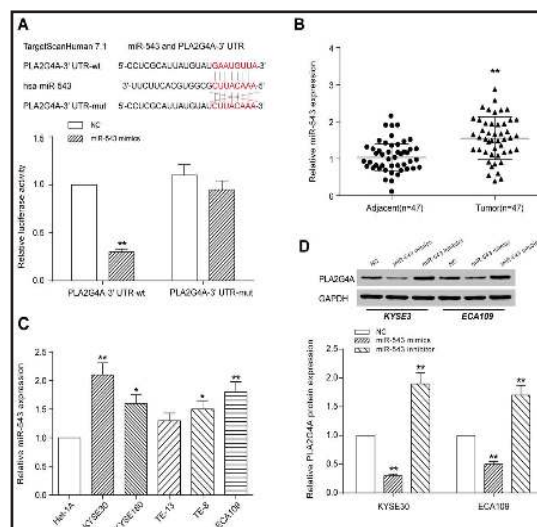 A
TargetScanHuman 7.1 miR-543 and PLA2G4A-3' UTR
PLA2G4A-3' UTR-wt 5'-CCUCGCAUUAUGUAUGAAUGUUA-3'
hsa-miR-543 3'-UUCUUCACGUGGCGCUUACAAA-5'
PLA2G4A-3' UTR-mut 5'-CCUCGCAUUAUGUAUCUUACAAA-3'
NC
miR-543 mimics
Relative luciferase activity
1.5
1.0
0.5
0.0
**
PLA2G4A-3' UTR-wt PLA2G4A-3' UTR-mut
B
Relative miR-543 expression
4
3
2
1
0
**
Adjacent(n=47) Tumor(n=47)
C
Relative miR-543 expression
2.5
2.0
1.5
1.0
0.5
0.0
** * * **
Het-1A KYSE30 KYSE180 TE-13 TE-8 ECA109
D
NC miR-543 mimics miR-543 inhibitor NC miR-543 mimics miR-543 inhibitor
PLA2G4A
GAPDH
KYSE3 ECA109
NC
miR-543 mimics
miR-543 inhibitor
Relative PLA2G4A protein expression
2.5
2.0
1.5
1.0
0.5
0.0
** ** ** **
KYSE30 ECA109